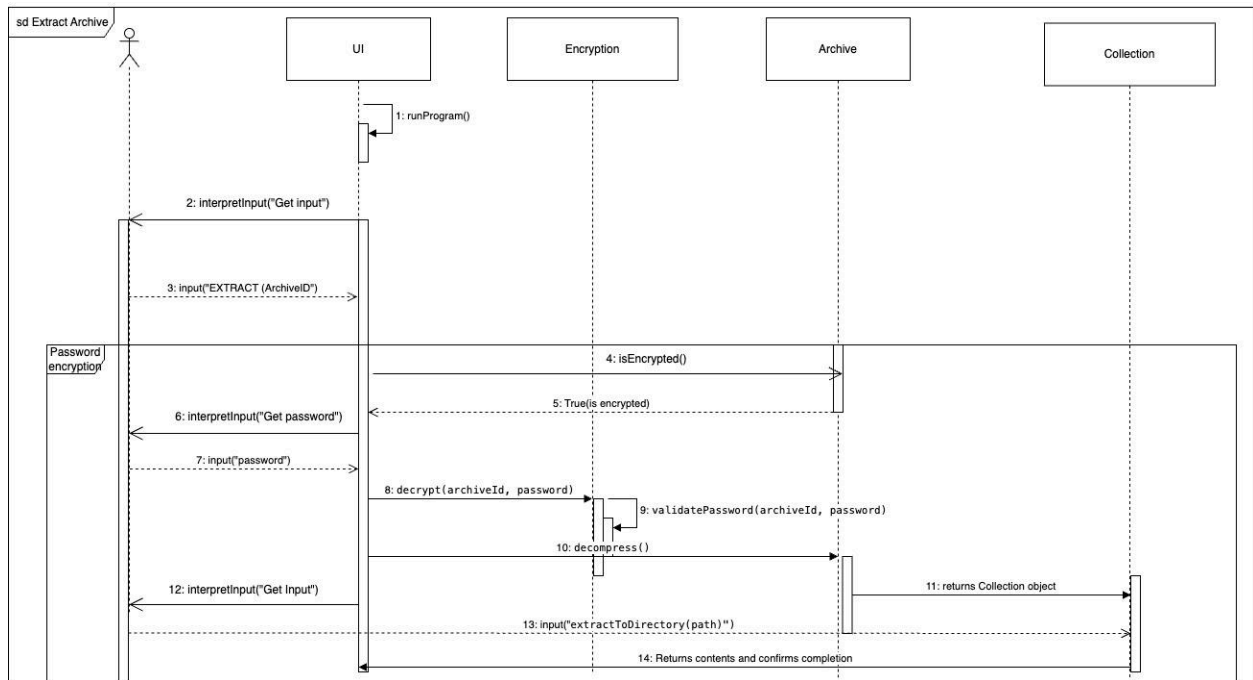 sd Extract Archive
UI
Encryption
Archive
Collection
1: runProgram()
2: interpretInput("Get input")
3: input("EXTRACT (ArchiveID")
Password
encryption
4: isEncrypted()
5: True(is encrypted)
6: interpretInput("Get password")
7: input("password")
8: decrypt(archiveId, password)
9: validatePassword(archiveId, password)
10: decompress()
11: returns Collection object
12: interpretInput("Get Input")
13: input("extractToDirectory(path)")
14: Returns contents and confirms completion